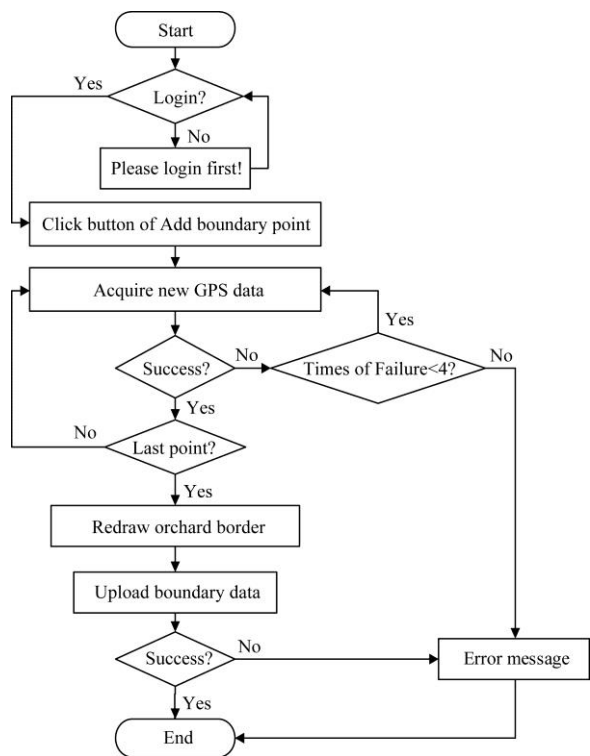 Start
Yes
Login?
No
Please login first!
Click button of Add boundary point
Acquire new GPS data
Yes
Success?
No
Times of Failure<4?
No
Yes
No
Last point?
Yes
Redraw orchard border
Upload boundary data
Success?
No
Error message
Yes
End